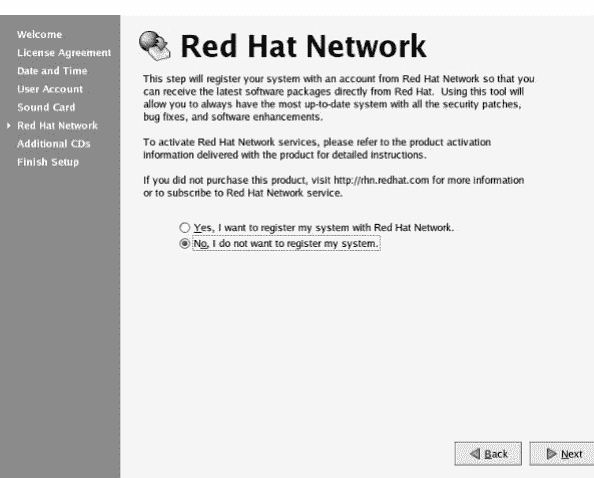 Welcome
License Agreement
Date and Time
User Account
Sound Card
Red Hat Network
Additional CDs
Finish Setup
Red Hat Network
This step will register your system with an account from Red Hat Network so that you
can receive the latest software packages directly from Red Hat. Using this tool will
allow you to always have the most up-to-date system with all the security patches,
bug fixes, and software enhancements.
To activate Red Hat Network services, please refer to the product activation
information delivered with the product for detailed instructions.
If you did not purchase this product, visit http://rhn.redhat.com for more information
or to subscribe to Red Hat Network service.
Yes, I want to register my system with Red Hat Network.
No, I do not want to register my system.
Back
Next